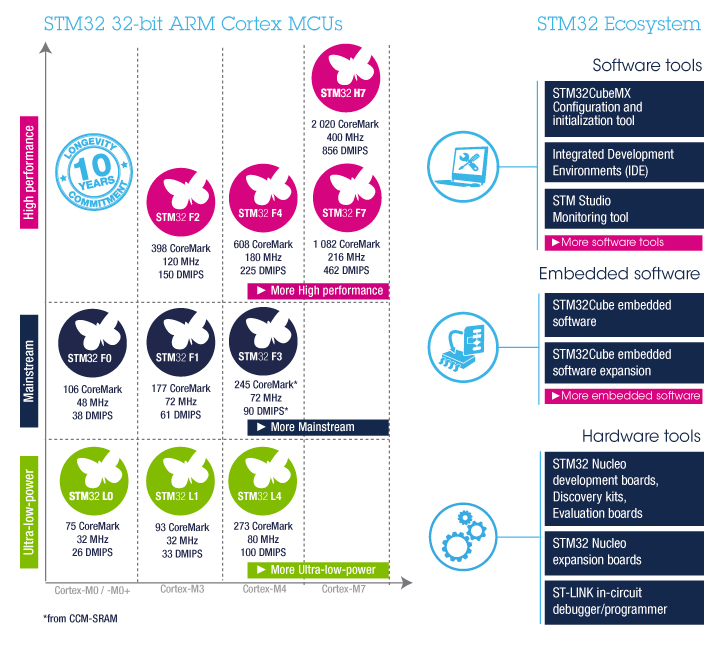 STM32 32-bit ARM Cortex MCUs
High performance
LONGEVITY
10
YEARS
COMMITMENT
STM32 H7
2 020 CoreMark
400 MHz
856 DMIPS
STM32 F2
398 CoreMark
120 MHz
150 DMIPS
STM32 F4
608 CoreMark
180 MHz
225 DMIPS
STM32 F7
1 082 CoreMark
216 MHz
462 DMIPS
► More High performance
Mainstream
STM32 F0
106 CoreMark
48 MHz
38 DMIPS
STM32 F1
177 CoreMark
72 MHz
61 DMIPS
STM32 F3
245 CoreMark*
72 MHz
90 DMIPS*
► More Mainstream
Ultra-low-power
STM32 L0
75 CoreMark
32 MHz
26 DMIPS
STM32 L1
93 CoreMark
32 MHz
33 DMIPS
STM32 L4
273 CoreMark
80 MHz
100 DMIPS
► More Ultra-low-power
Cortex-M0 / -M0+
Cortex-M3
Cortex-M4
Cortex-M7
*from CCM-SRAM
STM32 Ecosystem
Software tools
STM32CubeMX
Configuration and
initialization tool
Integrated Development
Environments (IDE)
STM Studio
Monitoring tool
►More software tools
Embedded software
STM32Cube embedded
software
STM32Cube embedded
software expansion
►More embedded software
Hardware tools
STM32 Nucleo
development boards,
Discovery kits,
Evaluation boards
STM32 Nucleo
expansion boards
ST-LINK in-circuit
debugger/programmer